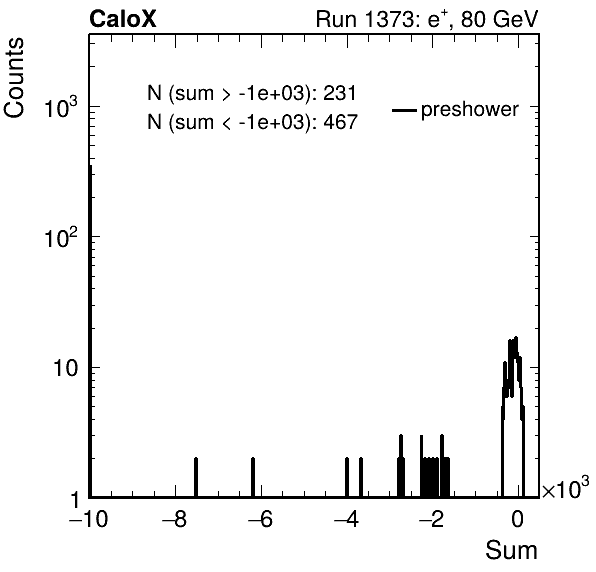 CaloX Run 1373: e⁺, 80 GeV
Counts
N (sum > -1e+03): 231
N (sum < -1e+03): 467
preshower
10³
10²
10
1
−10 −8 −6 −4 −2 0 ×10³
Sum